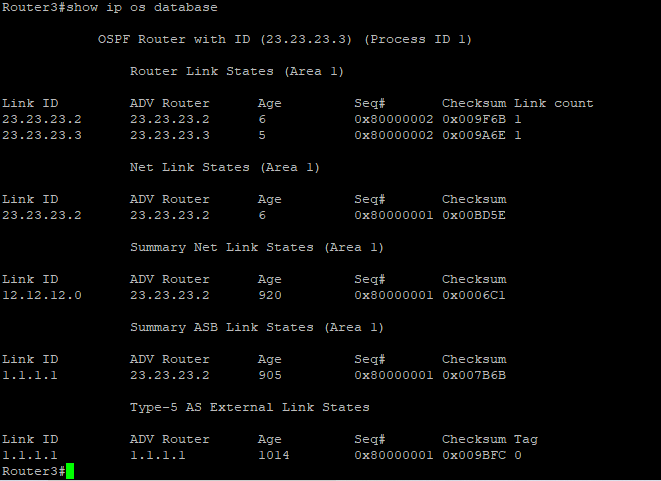 Router3#show ip os database
OSPF Router with ID (23.23.23.3) (Process ID 1)
Router Link States (Area 1)
Link ID ADV Router Age Seq# Checksum Link count
23.23.23.2 23.23.23.2 6 0x80000002 0x009F6B 1
23.23.23.3 23.23.23.3 5 0x80000002 0x009A6E 1
Net Link States (Area 1)
Link ID ADV Router Age Seq# Checksum
23.23.23.2 23.23.23.2 6 0x80000001 0x00BD5E
Summary Net Link States (Area 1)
Link ID ADV Router Age Seq# Checksum
12.12.12.0 23.23.23.2 920 0x80000001 0x0006C1
Summary ASB Link States (Area 1)
Link ID ADV Router Age Seq# Checksum
1.1.1.1 23.23.23.2 905 0x80000001 0x007B6B
Type-5 AS External Link States
Link ID ADV Router Age Seq# Checksum Tag
1.1.1.1 1.1.1.1 1014 0x80000001 0x009BFC 0
Router3#